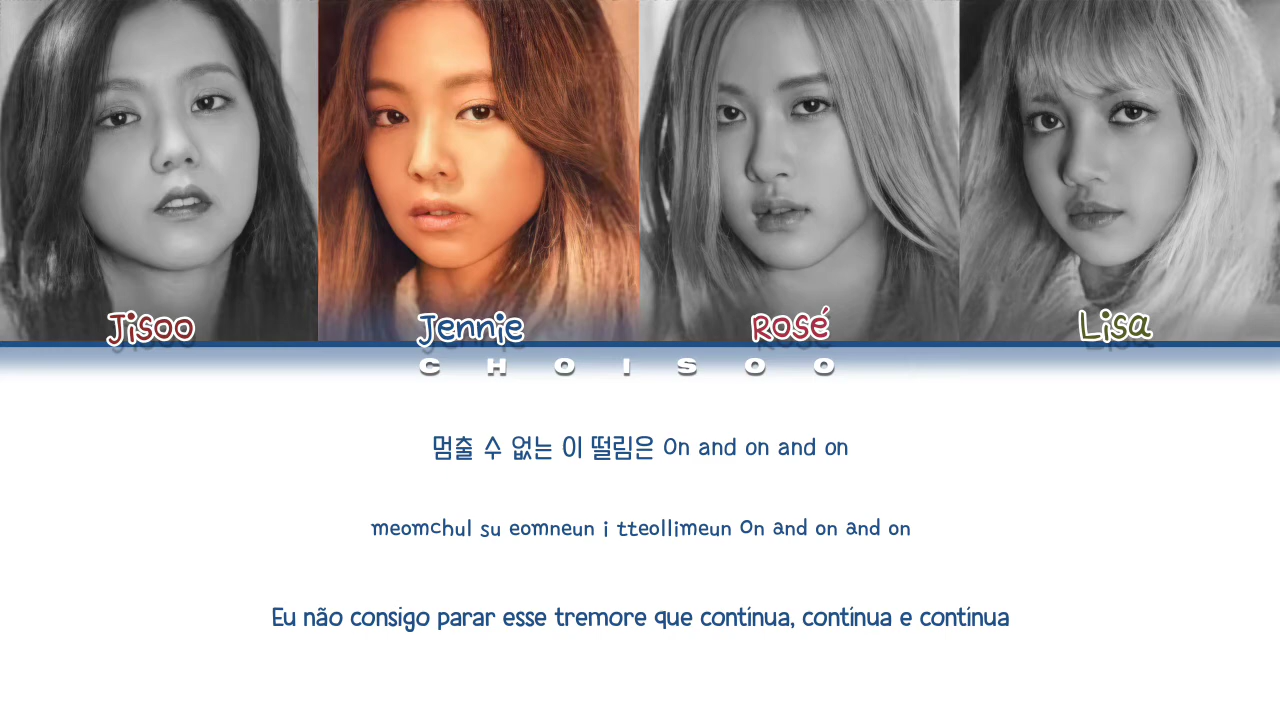 Jisoo Jennie Rosé Lisa
CHOISOO
멈출 수 없는 이 떨림은 On and on and on
meomchul su eomneun i tteollimeun On and on and on
Eu não consigo parar esse tremore que contínua, contínua e contínua